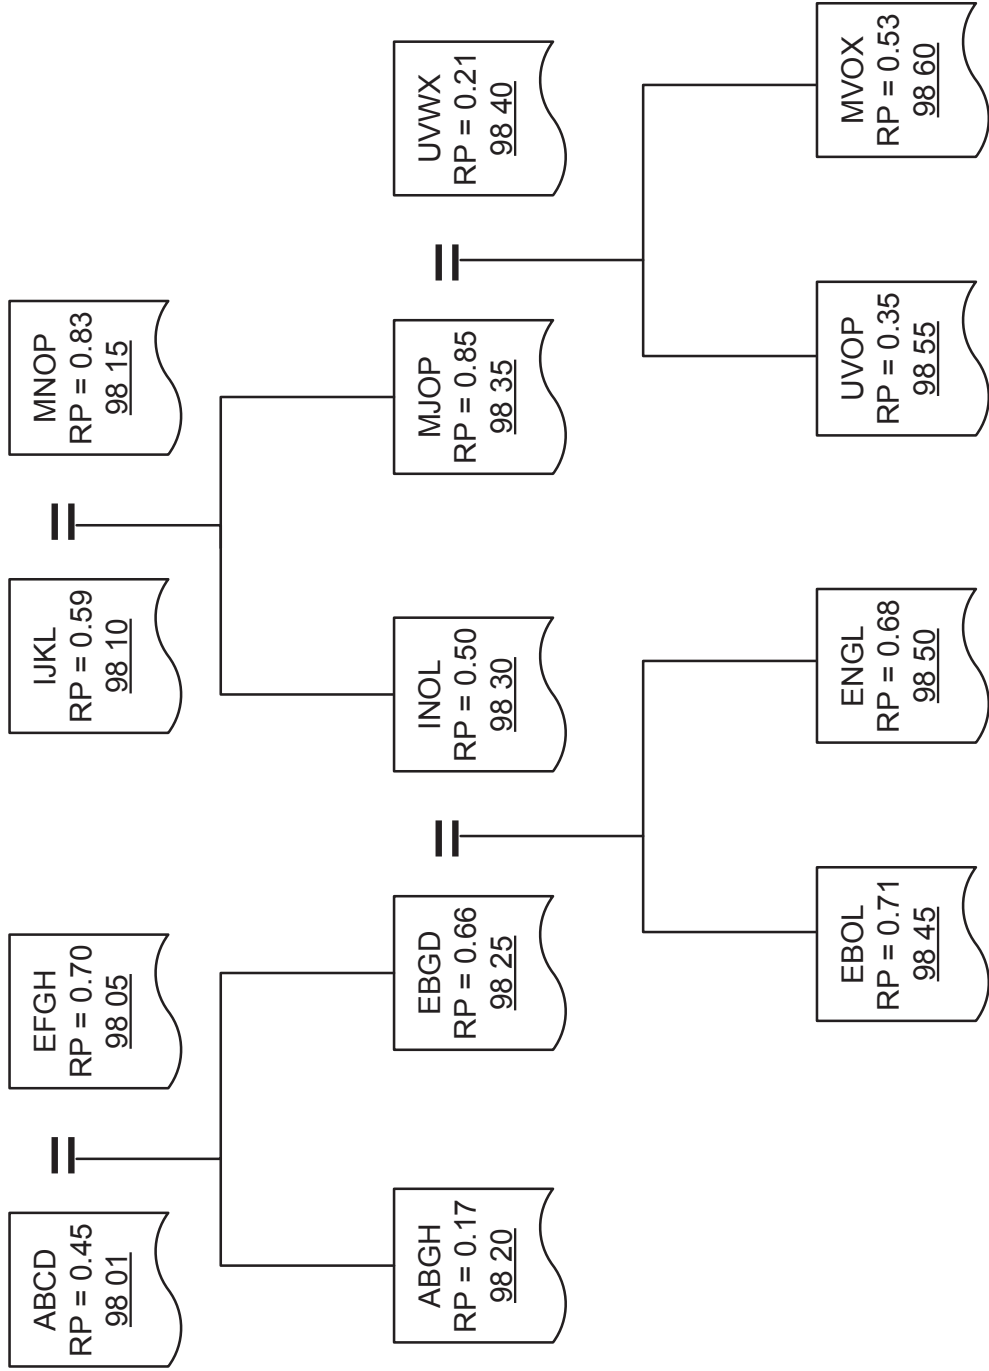 ABCD
RP = 0.45
98 01
EFGH
RP = 0.70
98 05
IJKL
RP = 0.59
98 10
MNOP
RP = 0.83
98 15
ABGH
RP = 0.17
98 20
EBGD
RP = 0.66
98 25
INOL
RP = 0.50
98 30
MJOP
RP = 0.85
98 35
UVWX
RP = 0.21
98 40
EBOL
RP = 0.71
98 45
ENGL
RP = 0.68
98 50
UVOP
RP = 0.35
98 55
MVOX
RP = 0.53
98 60